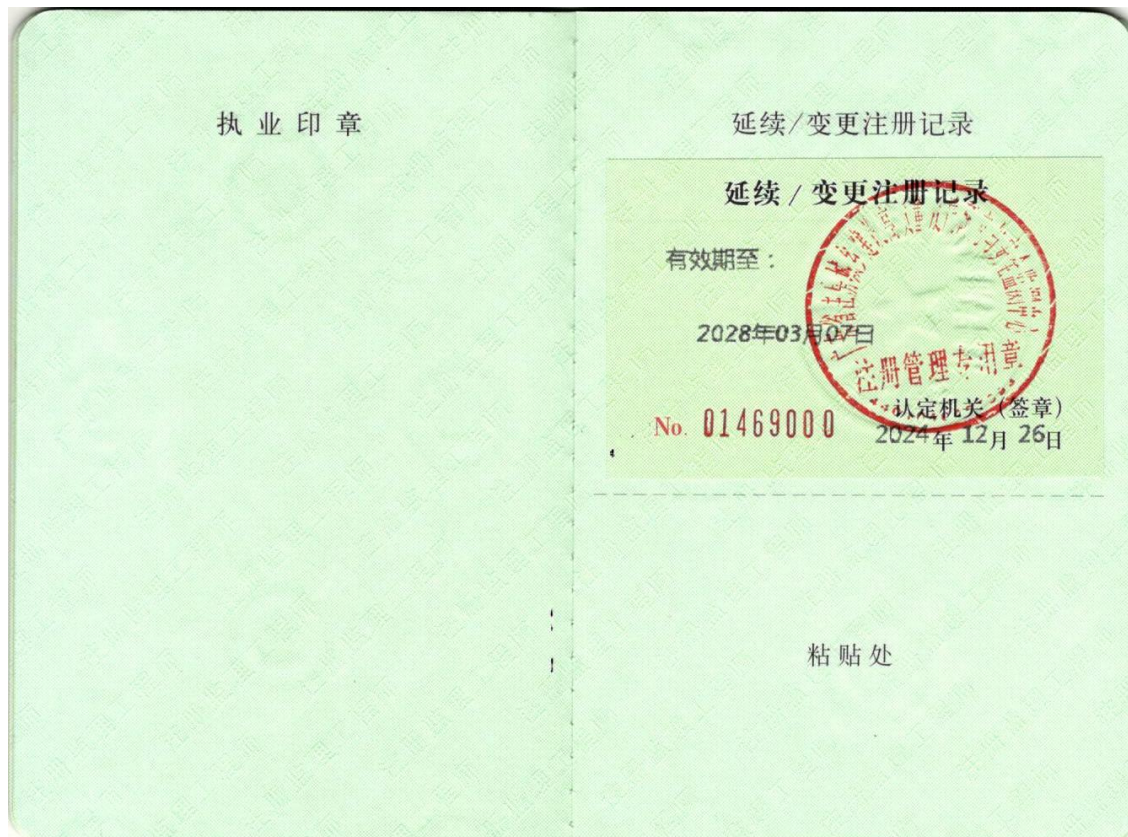 执业印章
延续/变更注册记录
延续/变更注册记录
有效期至：
2028年03月07日
注册管理专用章
No. 01469000
认定机关（签章）
2024年 12月 26日
粘贴处